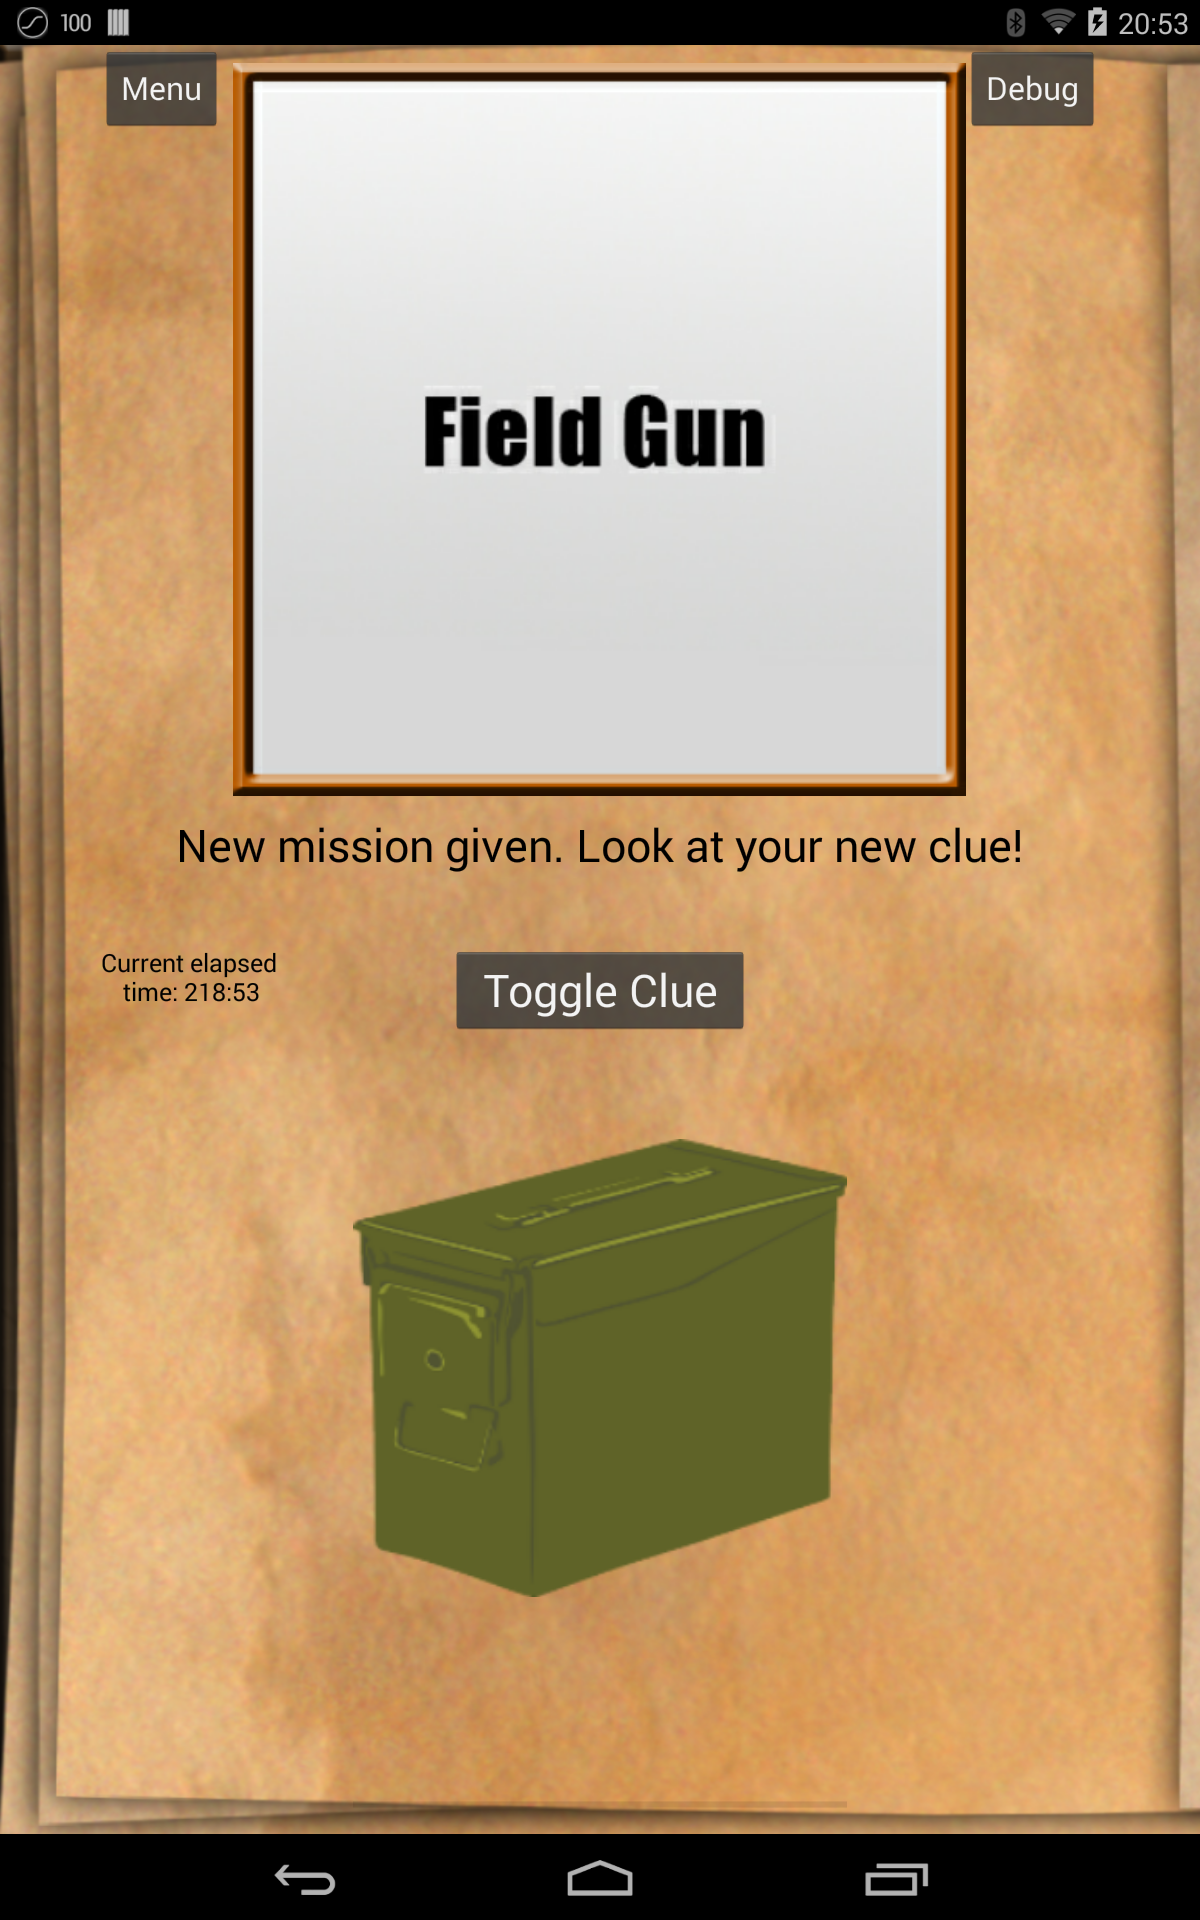 100
20:53
Menu
Debug
Field Gun
New mission given. Look at your new clue!
Current elapsed
time: 218:53
Toggle Clue